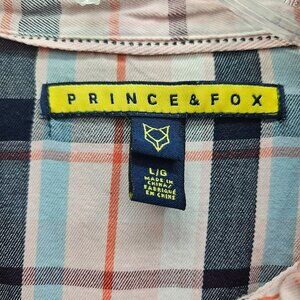 PRINCE & FOX
L/G
MADE IN
CHINA/
FABRIQUÉ
EN CHINE